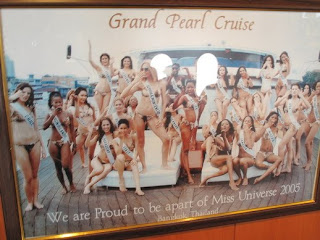 Grand Pearl Cruise
We are Proud to be apart of Miss Universe 2005
Bangkok, Thailand